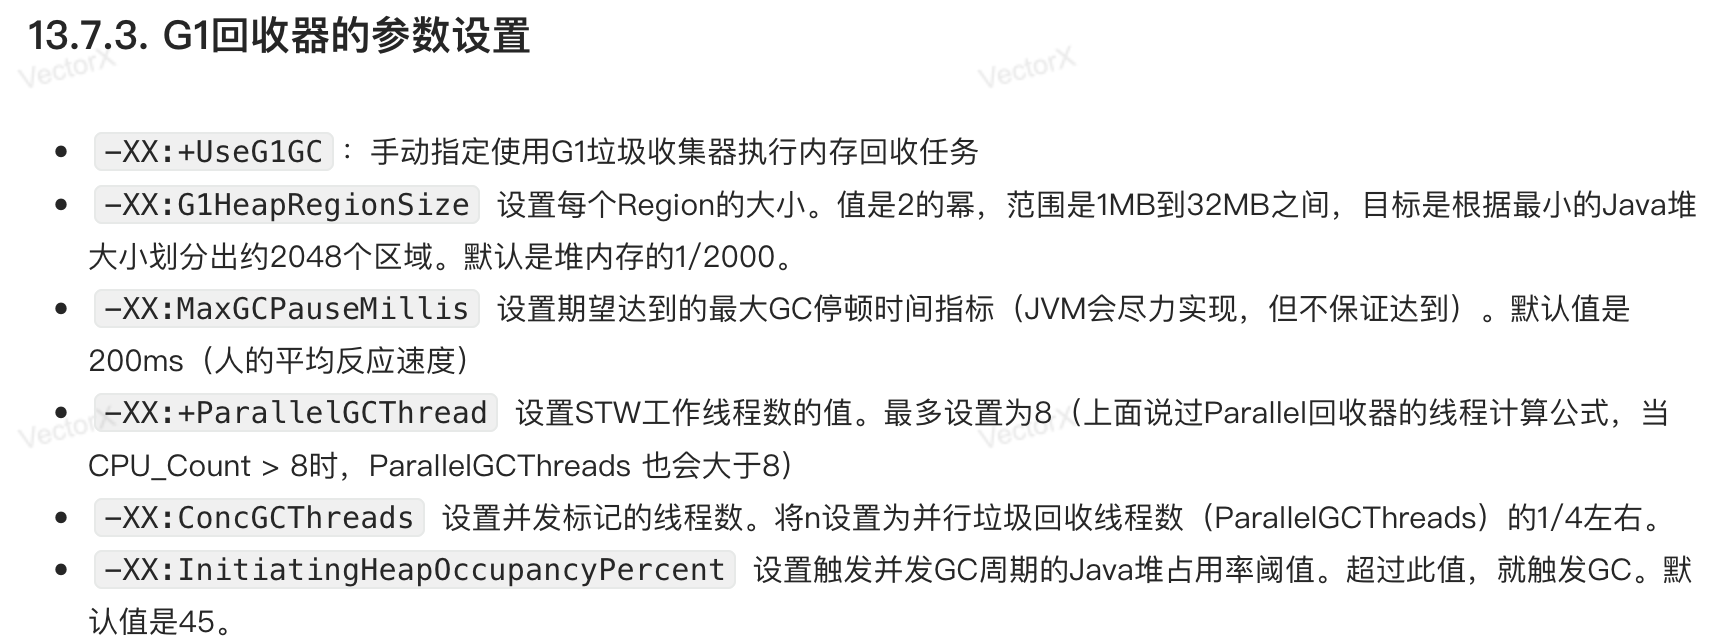 13.7.3. G1回收器的参数设置
VectorX VectorX
• -XX:+UseG1GC： 手动指定使用G1垃圾收集器执行内存回收任务
• -XX:G1HeapRegionSize 设置每个Region的大小。值是2的幂，范围是1MB到32MB之间，目标是根据最小的Java堆
大小划分出约2048个区域。默认是堆内存的1/2000。
• -XX:MaxGCPauseMillis 设置期望达到的最大GC停顿时间指标（JVM会尽力实现，但不保证达到）。默认值是
200ms（人的平均反应速度）
• -XX:+ParallelGCThread 设置STW工作线程数的值。最多设置为8（上面说过Parallel回收器的线程计算公式，当
VectorX VectorX
CPU_Count > 8时，ParallelGCThreads 也会大于8）
• -XX:ConcGCThreads 设置并发标记的线程数。将n设置为并行垃圾回收线程数（ParallelGCThreads）的1/4左右。
• -XX:InitiatingHeapOccupancyPercent 设置触发并发GC周期的Java堆占用率阈值。超过此值，就触发GC。默
认值是45。